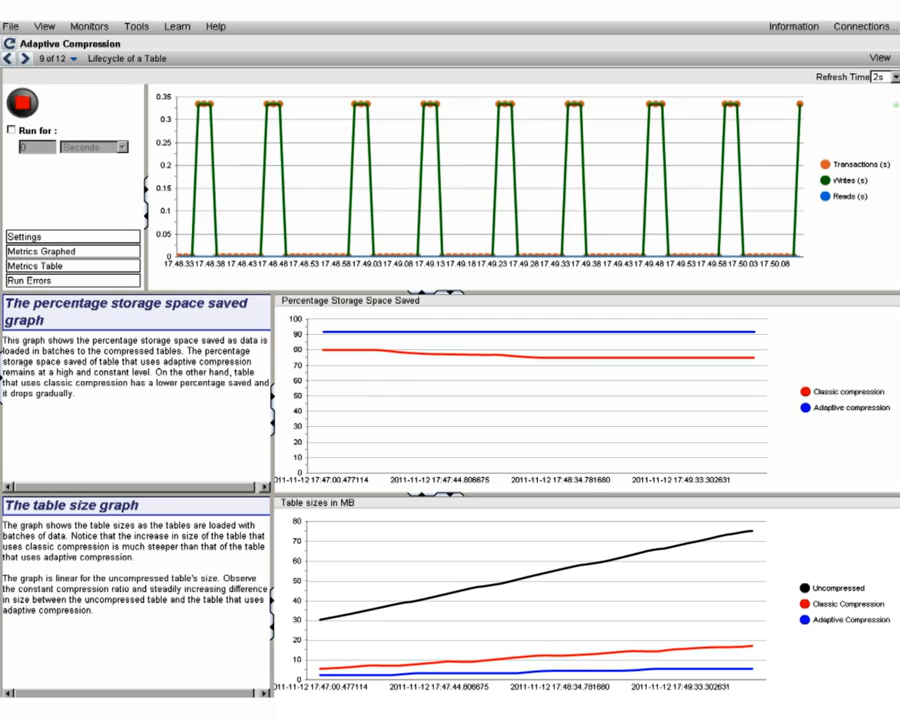 File View Monitors Tools Learn Help Information Connections...
Adaptive Compression
9 of 12 Lifecycle of a Table View
Refresh Time 2s
Run for :
0 Seconds
Settings
Metrics Graphed
Metrics Table
Run Errors
0.35
0.3
0.25
0.2
0.15
0.1
0.05
0
17.48.33 17.48.38 17.48.43 17.48.48 17.48.53 17.48.58 17.49.03 17.49.08 17.49.13 17.49.18 17.49.23 17.49.28 17.49.33 17.49.38 17.49.43 17.49.48 17.49.53 17.49.58 17.50.03 17.50.08
Transactions (s)
Writes (s)
Reads (s)
The percentage storage space saved
graph
This graph shows the percentage storage space saved as data is
loaded in batches to the compressed tables. The percentage
storage space saved of table that uses adaptive compression
remains at a high and constant level. On the other hand, table
that uses classic compression has a lower percentage saved and
it drops gradually.
Percentage Storage Space Saved
100
90
80
70
60
50
40
30
20
10
0
2011-11-12 17:47:00.477114 2011-11-12 17:47:44.806675 2011-11-12 17:48:34.781680 2011-11-12 17:49:33.302631
Classic compression
Adaptive compression
The table size graph
The graph shows the table sizes as the tables are loaded with
batches of data. Notice that the increase in size of the table that
uses classic compression is much steeper than that of the table
that uses adaptive compression.
The graph is linear for the uncompressed table's size. Observe
the constant compression ratio and steadily increasing difference
in size between the uncompressed table and the table that uses
adaptive compression.
Table sizes in MB
80
70
60
50
40
30
20
10
0
2011-11-12 17:47:00.477114 2011-11-12 17:47:44.806675 2011-11-12 17:48:34.781680 2011-11-12 17:49:33.302631
Uncompressed
Classic Compression
Adaptive Compression